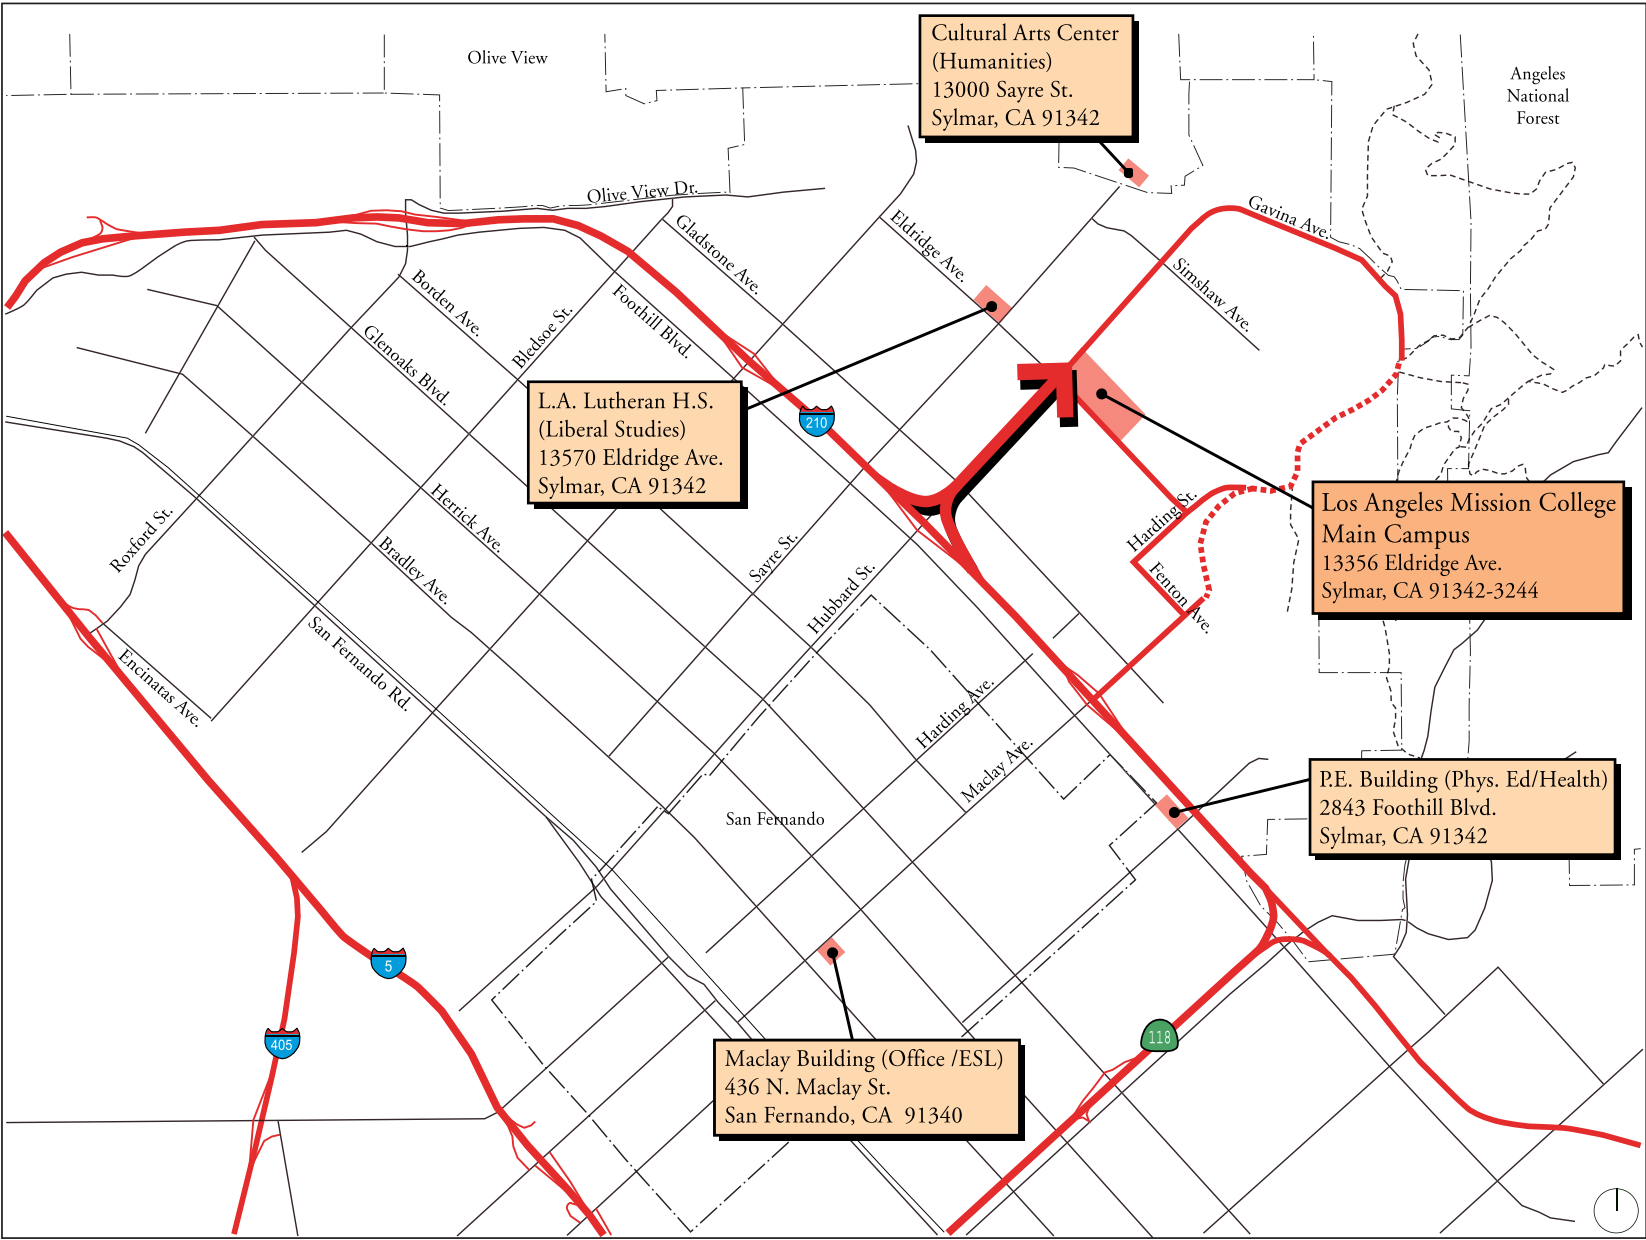 Cultural Arts Center
(Humanities)
13000 Sayre St.
Sylmar, CA 91342
Olive View
Angeles
National
Forest
Olive View Dr.
Gladstone Ave.
Eldridge Ave.
Gavina Ave.
Simshaw Ave.
Borden Ave.
Bledsoe St.
Foothill Blvd.
Glenoaks Blvd.
L.A. Lutheran H.S.
(Liberal Studies)
13570 Eldridge Ave.
Sylmar, CA 91342
210
Los Angeles Mission College
Main Campus
13356 Eldridge Ave.
Sylmar, CA 91342-3244
Roxford St.
Herrick Ave.
Bradley Ave.
Sayre St.
Hubbard St.
Harding St.
Fenton Ave.
San Fernando Rd.
Encinatas Ave.
Harding Ave.
Maclay Ave.
San Fernando
P.E. Building (Phys. Ed/Health)
2843 Foothill Blvd.
Sylmar, CA 91342
5
405
118
Maclay Building (Office /ESL)
436 N. Maclay St.
San Fernando, CA 91340